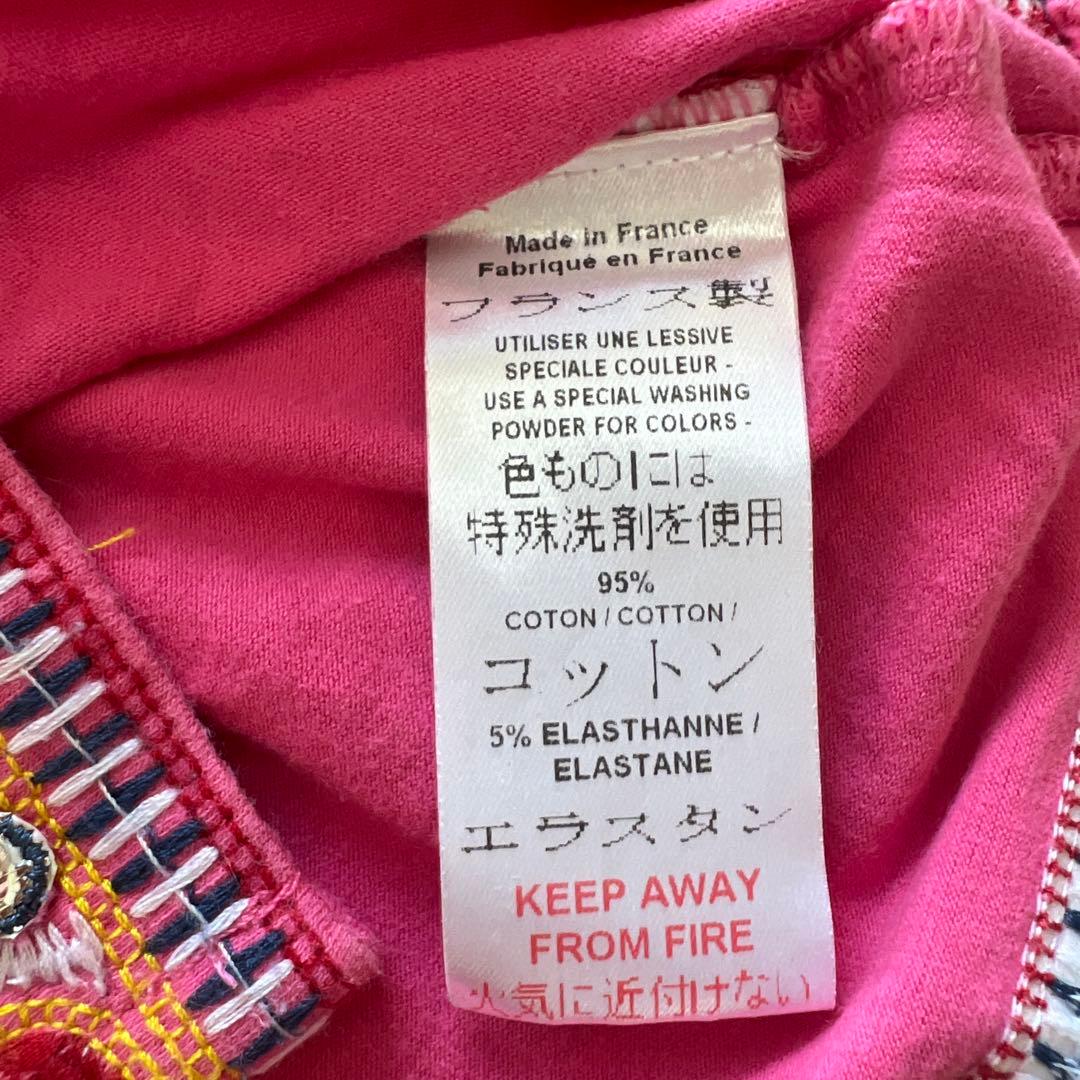 Made in France
Fabriqué en France
フランス製
UTILISER UNE LESSIVE
SPECIALE COULEUR -
USE A SPECIAL WASHING
POWDER FOR COLORS -
色ものには
特殊洗剤を使用
95%
COTON / COTTON /
コットン
5% ELASTHANNE /
ELASTANE
エラスタン
KEEP AWAY
FROM FIRE
火気に近付けない